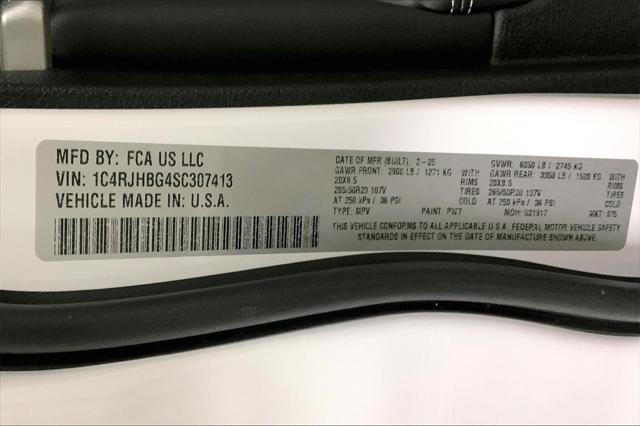 MFD BY: FCA US LLC
VIN: 1C4RJHBG4SC307413
VEHICLE MADE IN: U.S.A.
DATE OF MFR (BUILT): 2-25 GVWR: 6050 LB / 2745 KG
GAWR FRONT: 2800 LB / 1271 KG WITH GAWR REAR: 3350 LB / 1520 KG WITH
20X8.5 RIMS 20X8.5 RIMS
265/50R20 107V TIRES 265/50R20 107V TIRES
AT 250 kPa / 36 PSI COLD AT 250 kPa / 36 PSI COLD
TYPE: MPV PAINT: PW7 MDH: 021917 MKT: 875
THIS VEHICLE CONFORMS TO ALL APPLICABLE U.S.A. FEDERAL MOTOR VEHICLE SAFETY
STANDARDS IN EFFECT ON THE DATE OF MANUFACTURE SHOWN ABOVE.